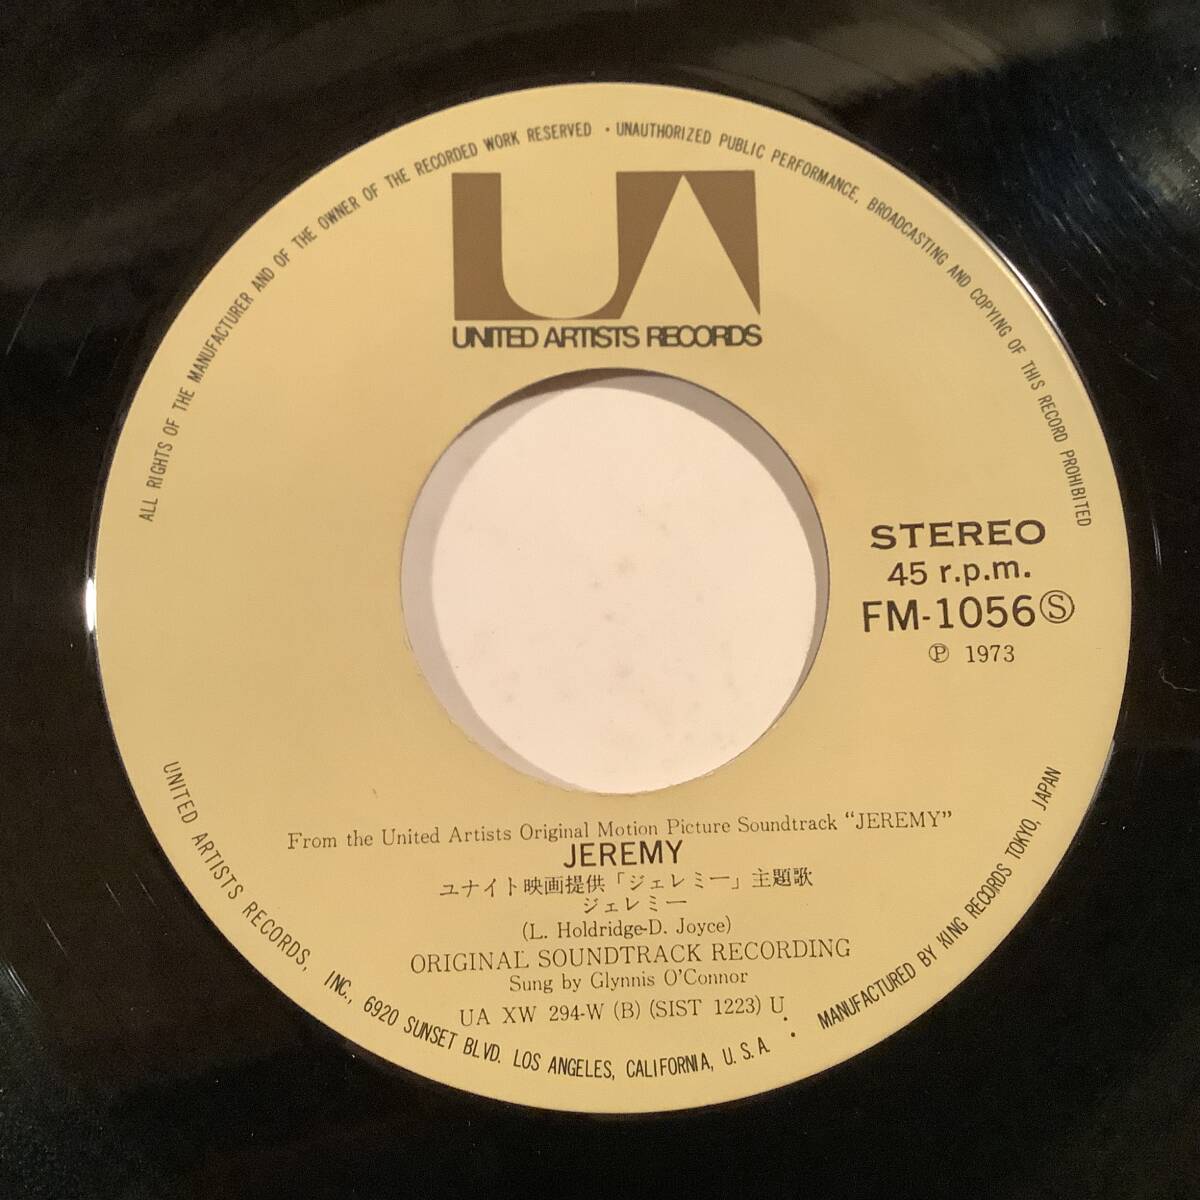 ALL RIGHTS OF THE MANUFACTURER AND OF THE OWNER OF THE RECORDED WORK RESERVED • UNAUTHORIZED PUBLIC PERFORMANCE, BROADCASTING AND COPYING OF THIS RECORD PROHIBITED
UA
UNITED ARTISTS RECORDS
STEREO
45 r.p.m.
FM-1056Ⓢ
Ⓟ 1973
From the United Artists Original Motion Picture Soundtrack “JEREMY”
JEREMY
ユナイト映画提供「ジェレミー」主題歌
ジェレミー
(L. Holdridge-D. Joyce)
ORIGINAL SOUNDTRACK RECORDING
Sung by Glynnis O'Connor
UA XW 294-W (B) (SIST 1223) U
UNITED ARTISTS RECORDS, INC., 6920 SUNSET BLVD. LOS ANGELES, CALIFORNIA, U.S.A. • MANUFACTURED BY KING RECORDS TOKYO, JAPAN